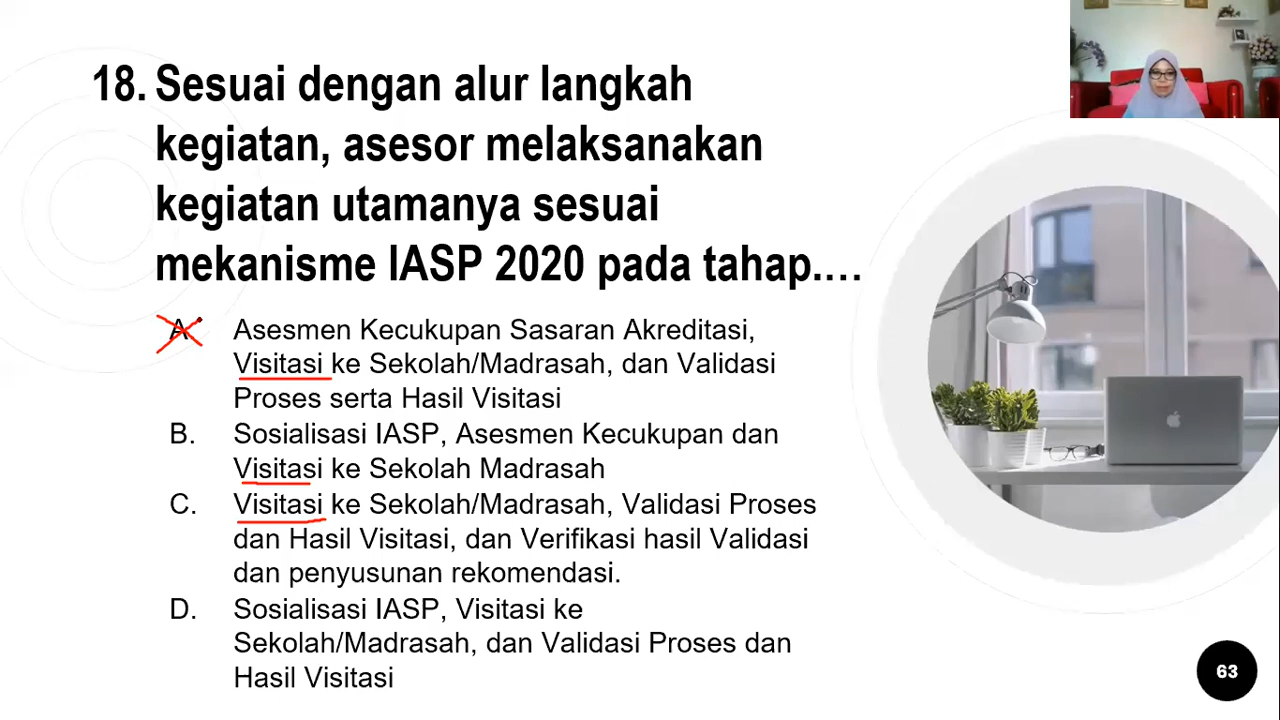 18. Sesuai dengan alur langkah
kegiatan, asesor melaksanakan
kegiatan utamanya sesuai
mekanisme IASP 2020 pada tahap....
A. Asesmen Kecukupan Sasaran Akreditasi,
Visitasi ke Sekolah/Madrasah, dan Validasi
Proses serta Hasil Visitasi
B. Sosialisasi IASP, Asesmen Kecukupan dan
Visitasi ke Sekolah Madrasah
C. Visitasi ke Sekolah/Madrasah, Validasi Proses
dan Hasil Visitasi, dan Verifikasi hasil Validasi
dan penyusunan rekomendasi.
D. Sosialisasi IASP, Visitasi ke
Sekolah/Madrasah, dan Validasi Proses dan
Hasil Visitasi
63